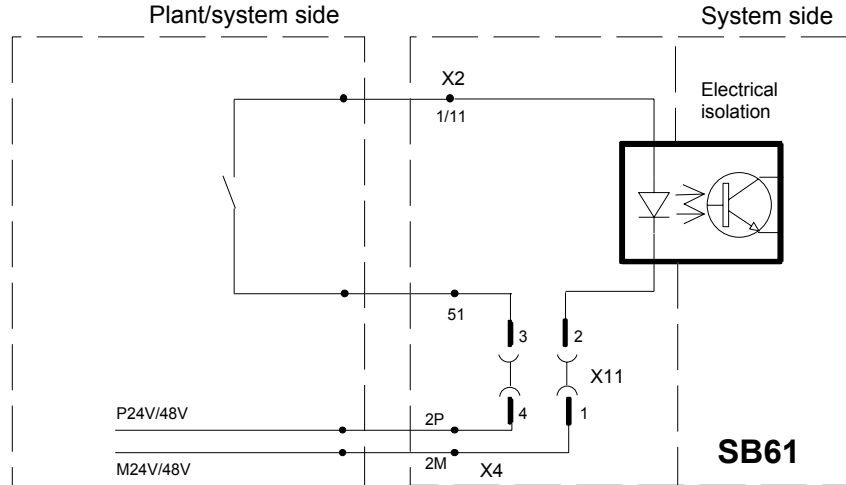 Plant/system side
System side
X2
1/11
Electrical
isolation
51
3
2
X11
P24V/48V
2P
4
1
M24V/48V
2M
X4
SB61